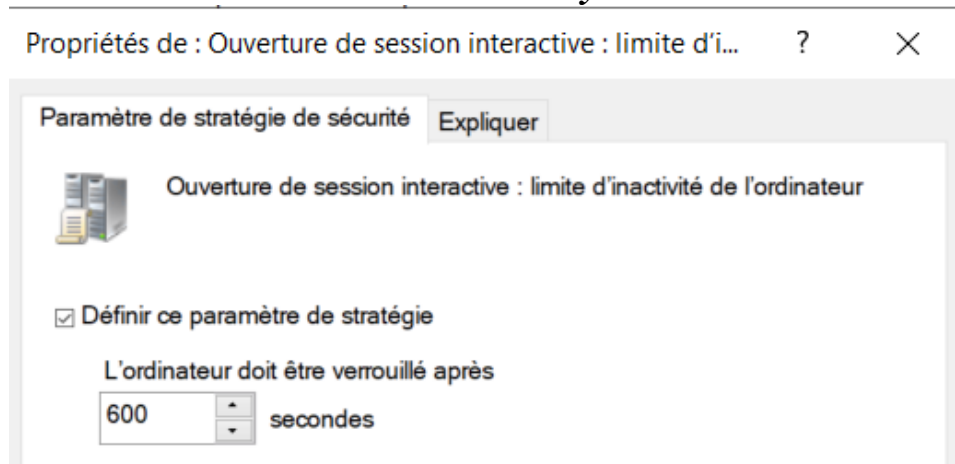 Propriétés de : Ouverture de session interactive : limite d’i... ? ×
Paramètre de stratégie de sécurité Expliquer
Ouverture de session interactive : limite d’inactivité de l’ordinateur
Définir ce paramètre de stratégie
L’ordinateur doit être verrouillé après
600 secondes